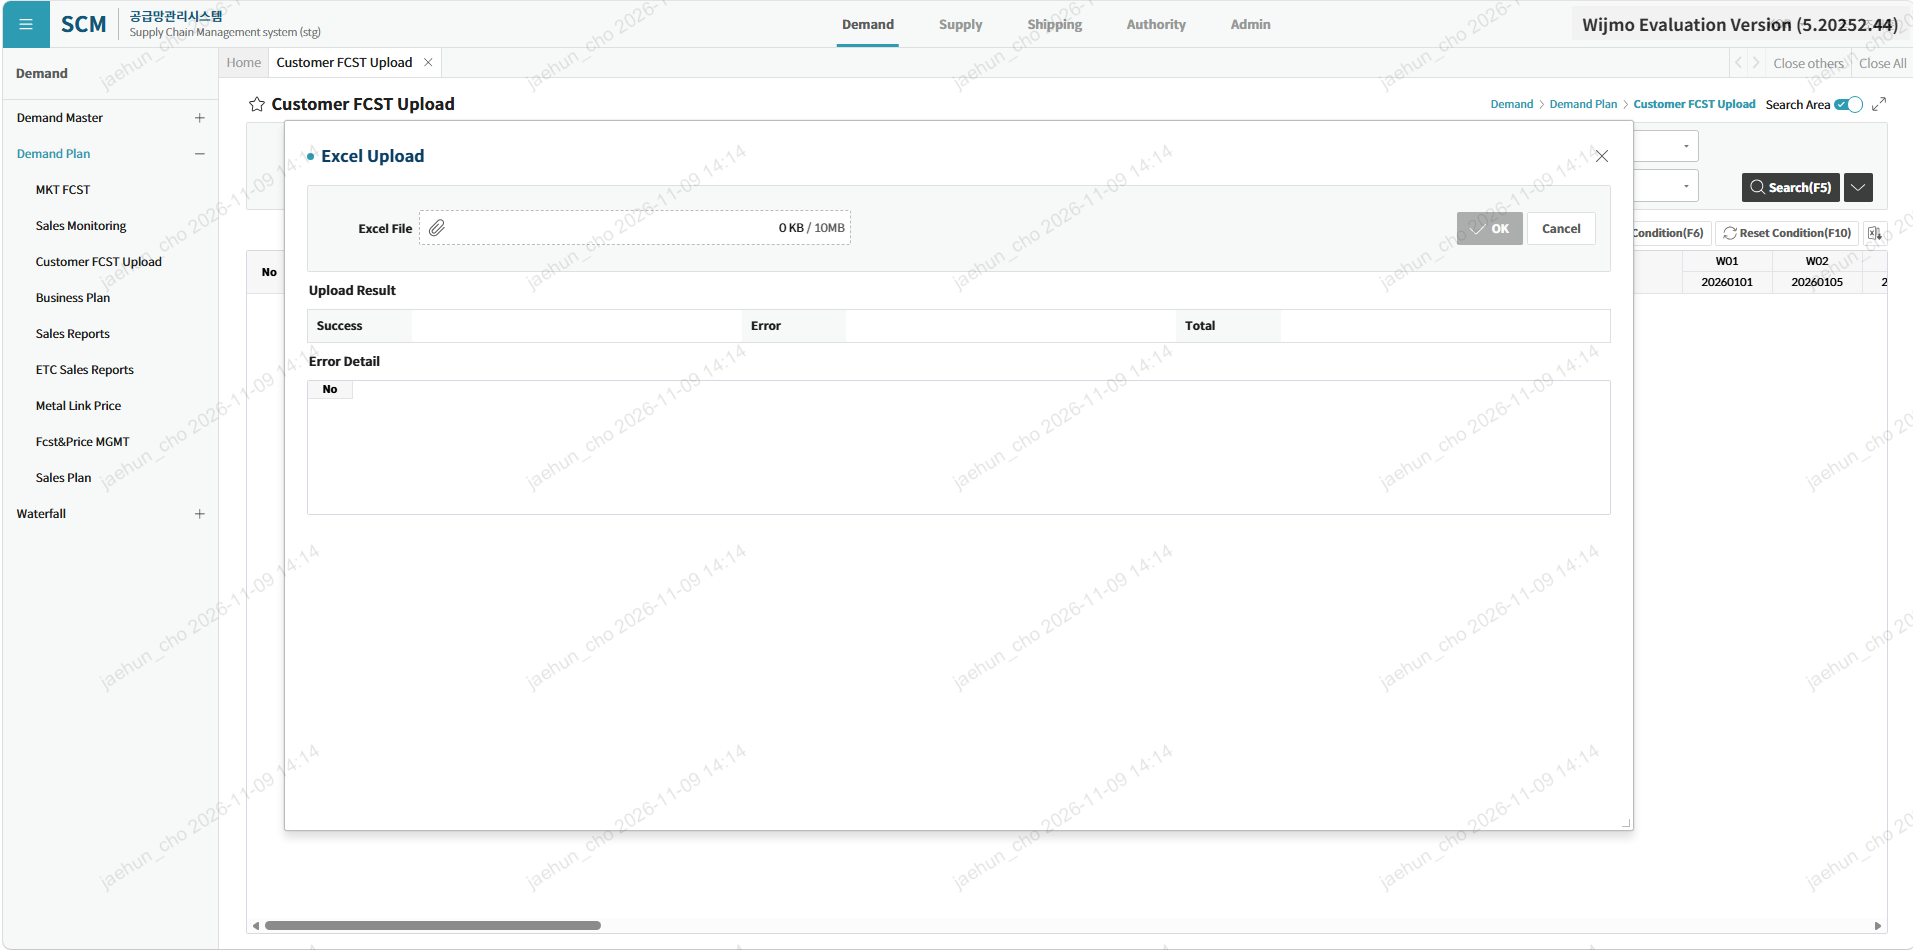 SCM
공급망관리시스템
Supply Chain Management system (stg)
Demand
Supply
Shipping
Authority
Admin
Wijmo Evaluation Version (5.20252.44)
Demand
Home
Customer FCST Upload
Close others
Close All
Customer FCST Upload
Demand > Demand Plan > Customer FCST Upload
Search Area
Demand Master
Demand Plan
MKT FCST
Sales Monitoring
Customer FCST Upload
Business Plan
Sales Reports
ETC Sales Reports
Metal Link Price
Fcst&Price MGMT
Sales Plan
Waterfall
Excel Upload
Excel File
0 KB / 10MB
OK
Cancel
Upload Result
Success
Error
Total
Error Detail
No
Search(F5)
Condition(F6)
Reset Condition(F10)
No
W01
W02
20260101
20260105
2
jaehun_cho 2026-11-09 14:14